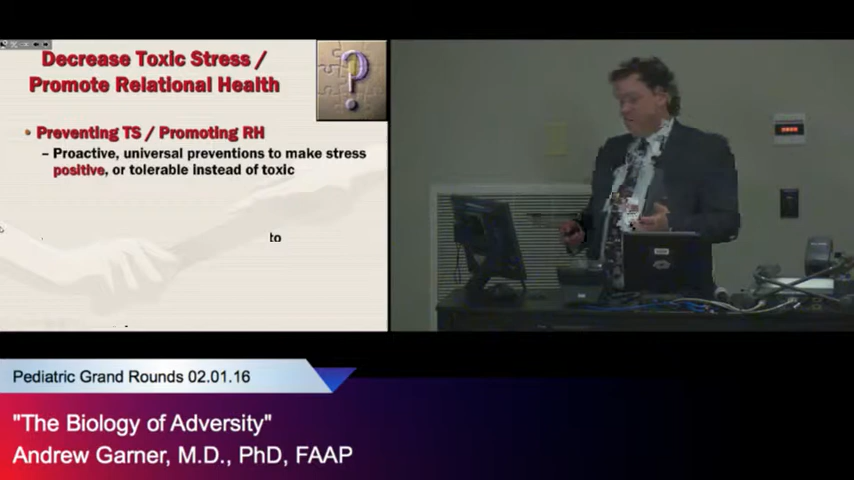 Decrease Toxic Stress /
Promote Relational Health
?
• Preventing TS / Promoting RH
– Proactive, universal preventions to make stress
positive, or tolerable instead of toxic
to
Pediatric Grand Rounds 02.01.16
"The Biology of Adversity"
Andrew Garner, M.D., PhD, FAAP